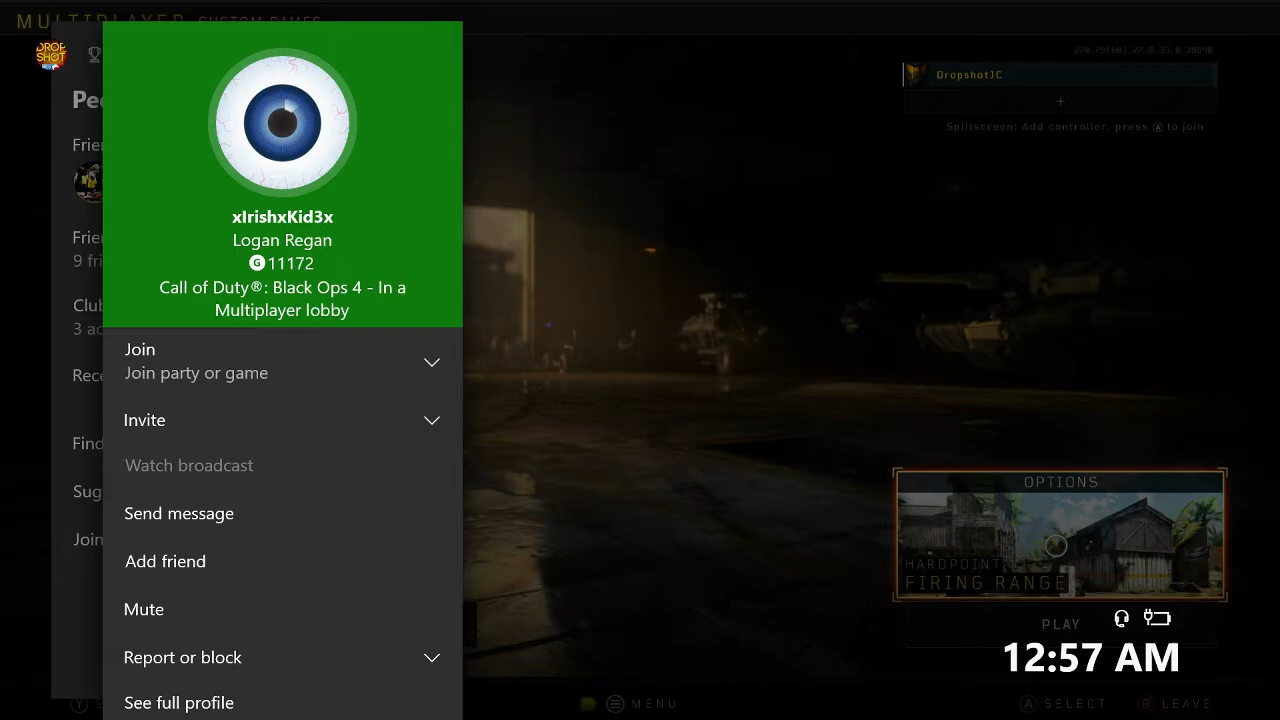 MULTIPLAYER CUSTOM GAMES
DROP
SHOT
DropshotJC
+
Splitscreen: Add controller, press A to join
xIrishxKid3x
Logan Regan
G 11172
Call of Duty®: Black Ops 4 - In a
Multiplayer lobby
Join
Join party or game
Invite
Watch broadcast
Send message
Add friend
Mute
Report or block
See full profile
OPTIONS
HARDPOINT
FIRING RANGE
PLAY
12:57 AM
Y
MENU
A SELECT
B LEAVE